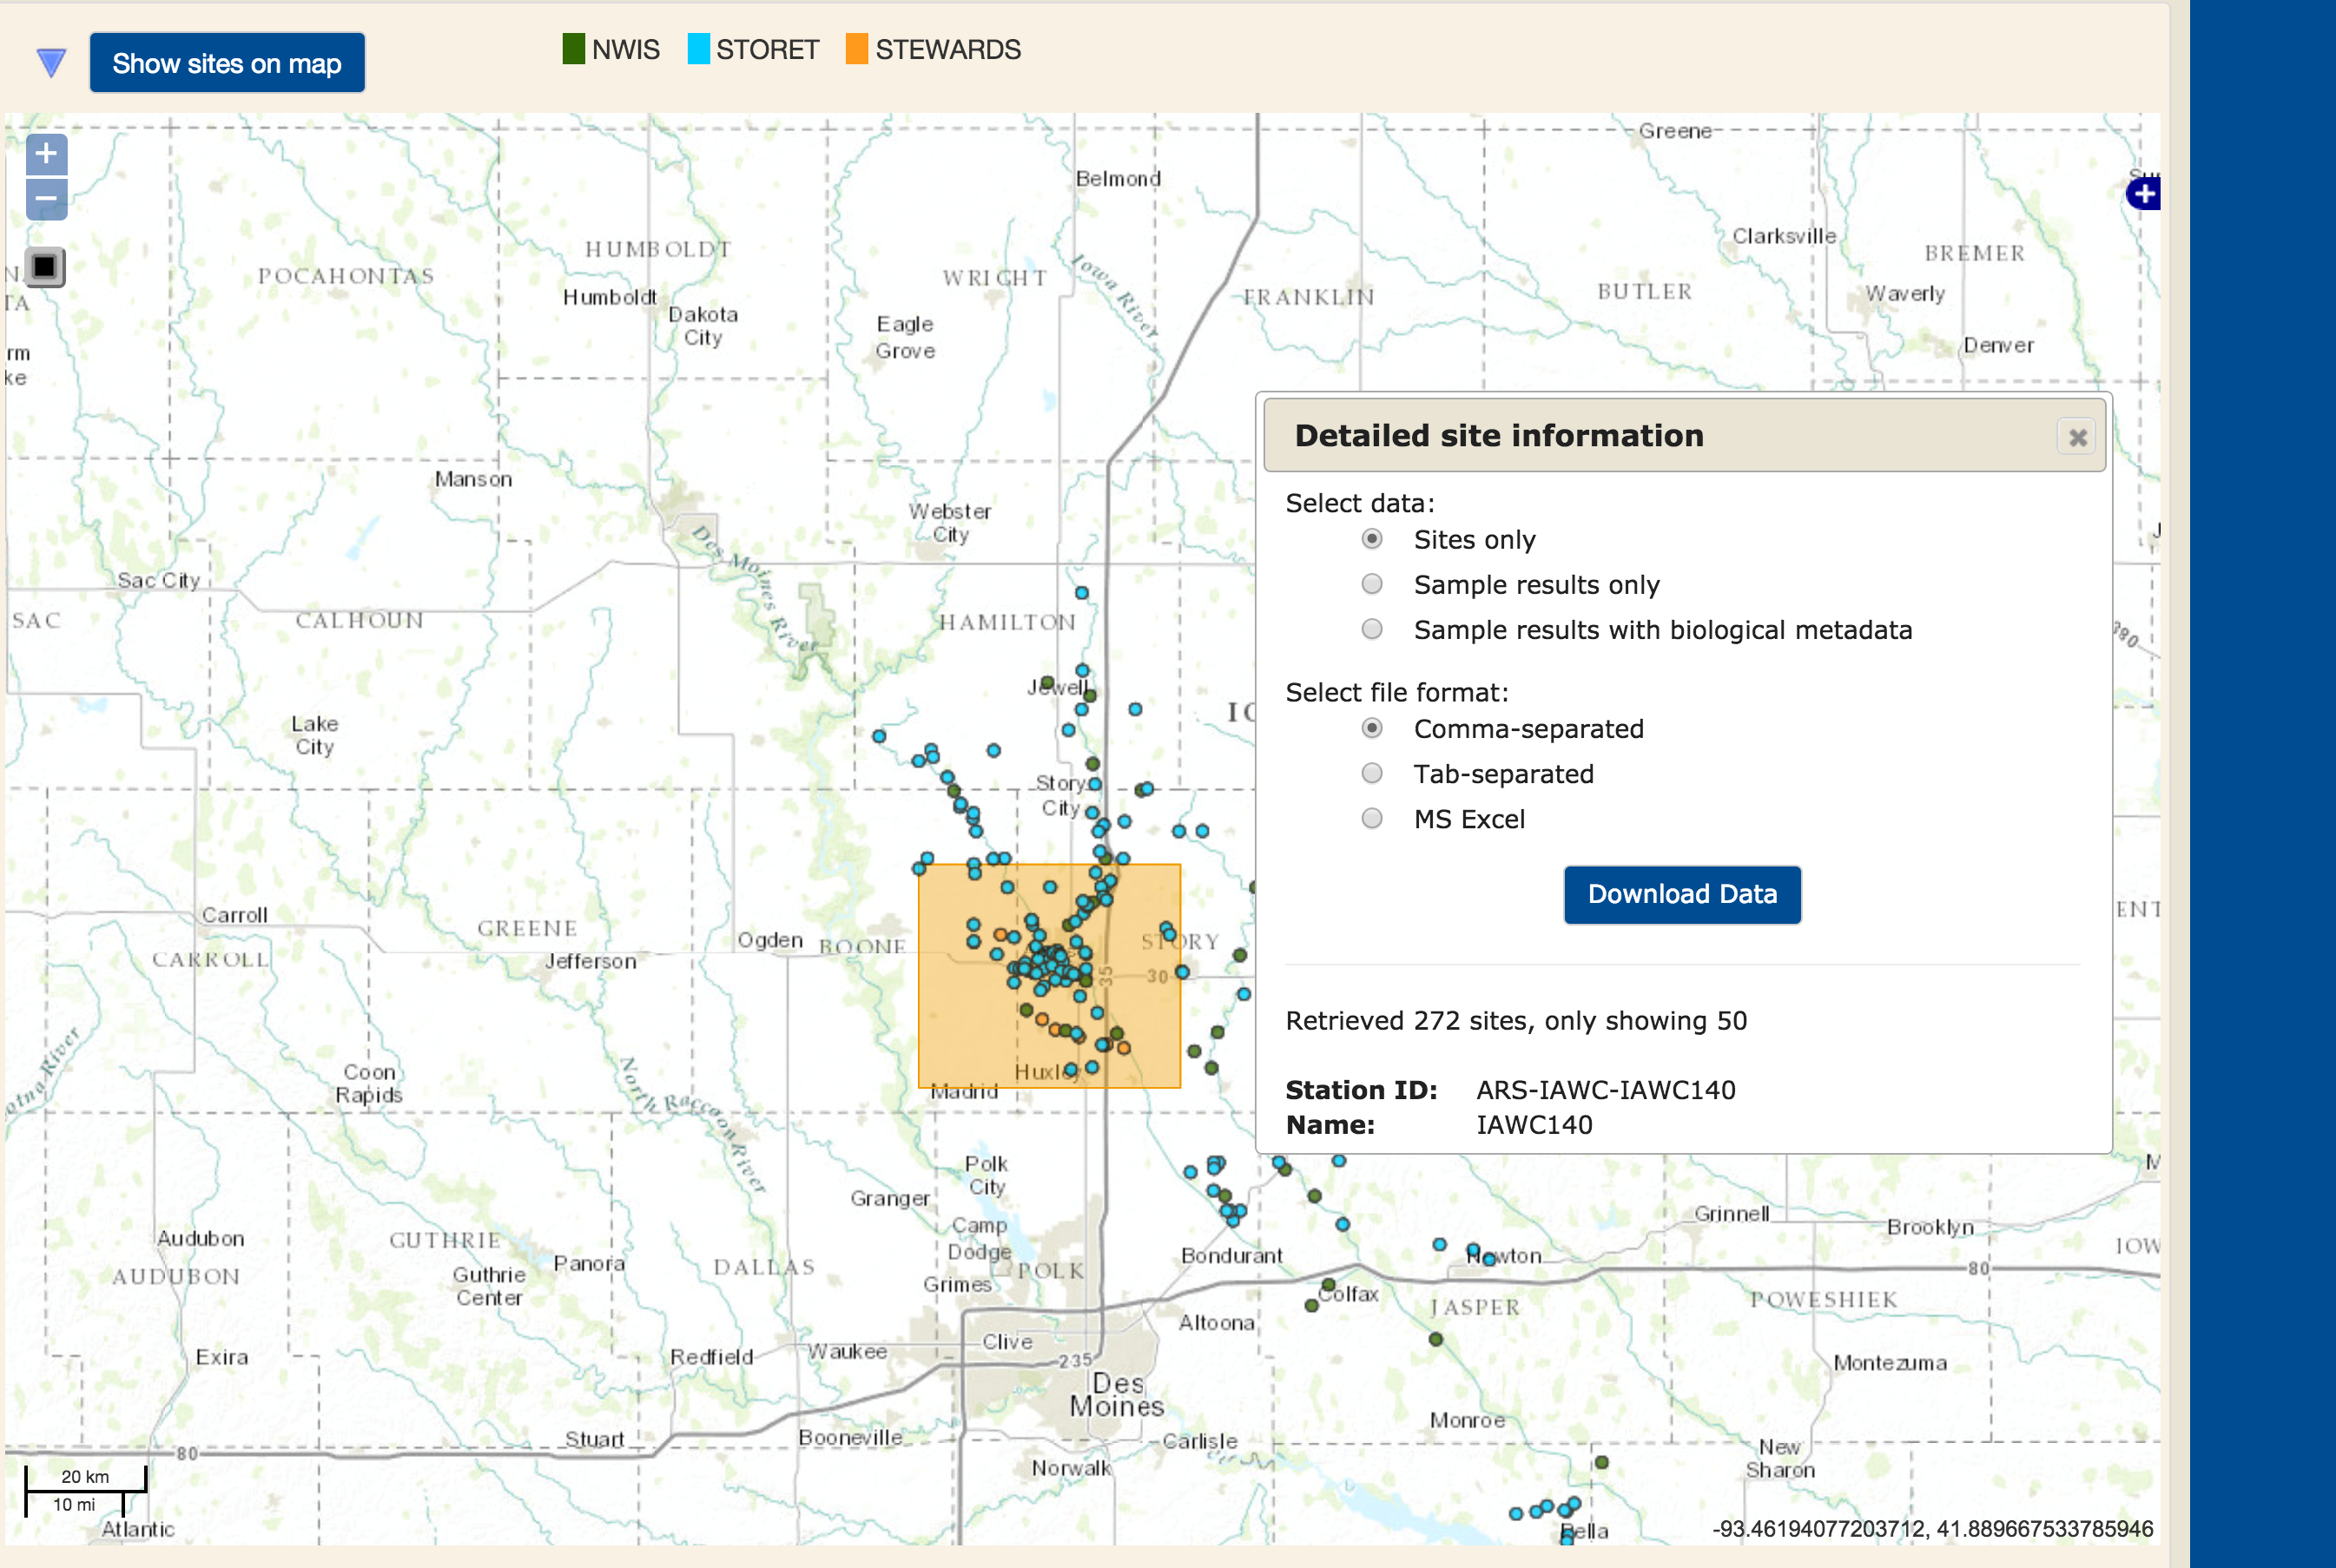 Show sites on map
NWIS STORET STEWARDS
Greene
Belmond
Clarksville
HUMBOLDT
BREMER
POCAHONTAS
WRIGHT
Iowa River
Humboldt
FRANKLIN
BUTLER
Waverly
Dakota
City
Eagle
Grove
Denver
Manson
Webster
City
Des Moines River
Sac City
SAC
CALHOUN
HAMILTON
Jewell
Lake
City
Story
City
Carroll
GREENE
Ogden
BOONE
STORY
CARROLL
Jefferson
35
30
Coon
Rapids
Huxley
Madrid
North Raccoon River
Polk
City
Granger
Camp
Dodge
Grinnell
Brooklyn
Audubon
GUTHRIE
Panora
DALLAS
Bondurant
Newton
AUDUBON
Guthrie
Center
Grimes
POLK
80
Colfax
JASPER
POWESHIEK
Altoona
Clive
Waukee
Exira
Redfield
235
Montezuma
Des
Moines
Monroe
Stuart
Booneville
Carlisle
80
New
Sharon
Norwalk
20 km
10 mi
Atlantic
Pella
-93.46194077203712, 41.889667533785946
Detailed site information
Select data:
Sites only
Sample results only
Sample results with biological metadata
Select file format:
Comma-separated
Tab-separated
MS Excel
Download Data
Retrieved 272 sites, only showing 50
Station ID: ARS-IAWC-IAWC140
Name: IAWC140